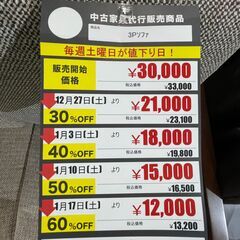 中古家具代行販売商品
商品名
3Pソファ
毎週土曜日が値下り日！
販売開始
価格
¥30,000
税込価格 ¥33,000
12月27日(土) より
30%OFF
¥21,000
税込価格 ¥23,100
1月3日(土) より
40%OFF
¥18,000
税込価格 ¥19,800
1月10日(土) より
50%OFF
¥15,000
税込価格 ¥16,500
1月17日(土) より
60%OFF
¥12,000
税込価格 ¥13,200